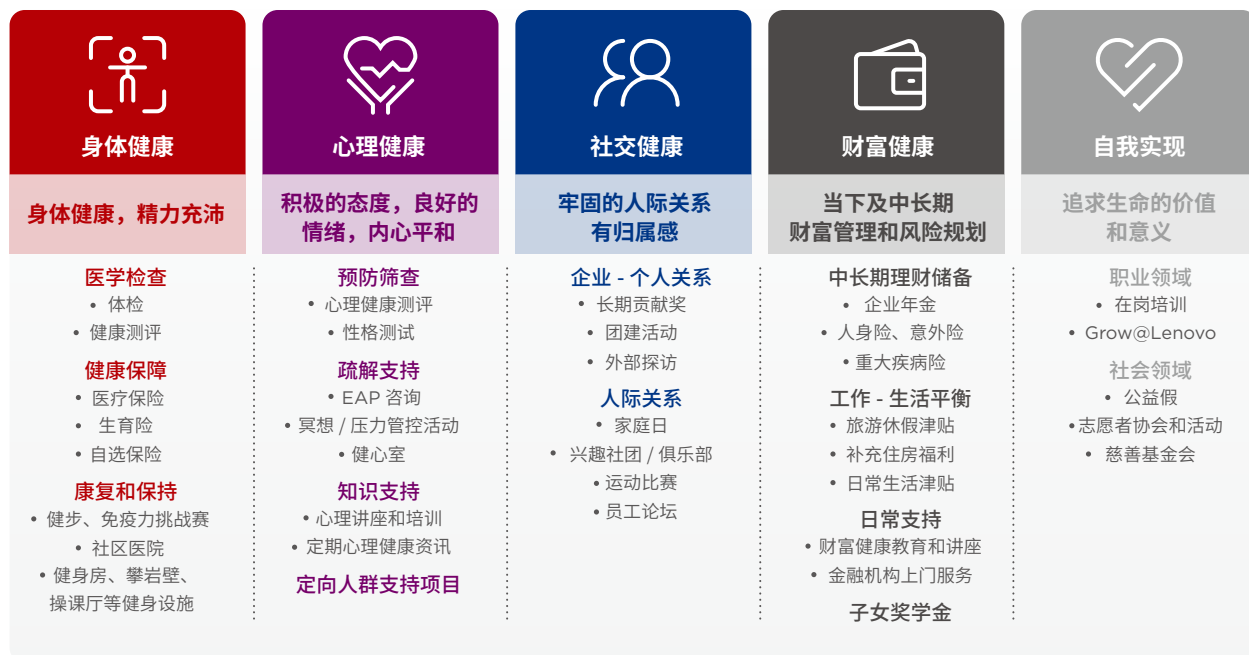 身体健康
身体健康，精力充沛
医学检查
• 体检
• 健康测评
健康保障
• 医疗保险
• 生育险
• 自选保险
康复和保持
• 健步、免疫力挑战赛
• 社区医院
• 健身房、攀岩壁、
操课厅等健身设施
心理健康
积极的态度，良好的
情绪，内心平和
预防筛查
• 心理健康测评
• 性格测试
疏解支持
• EAP 咨询
• 冥想 / 压力管控活动
• 健心室
知识支持
• 心理讲座和培训
• 定期心理健康资讯
定向人群支持项目
社交健康
牢固的人际关系
有归属感
企业 - 个人关系
• 长期贡献奖
• 团建活动
• 外部探访
人际关系
• 家庭日
• 兴趣社团 / 俱乐部
• 运动比赛
• 员工论坛
财富健康
当下及中长期
财富管理和风险规划
中长期理财储备
• 企业年金
• 人身险、意外险
• 重大疾病险
工作 - 生活平衡
• 旅游休假津贴
• 补充住房福利
• 日常生活津贴
日常支持
• 财富健康教育和讲座
• 金融机构上门服务
子女奖学金
自我实现
追求生命的价值
和意义
职业领域
• 在岗培训
• Grow@Lenovo
社会领域
• 公益假
• 志愿者协会和活动
• 慈善基金会